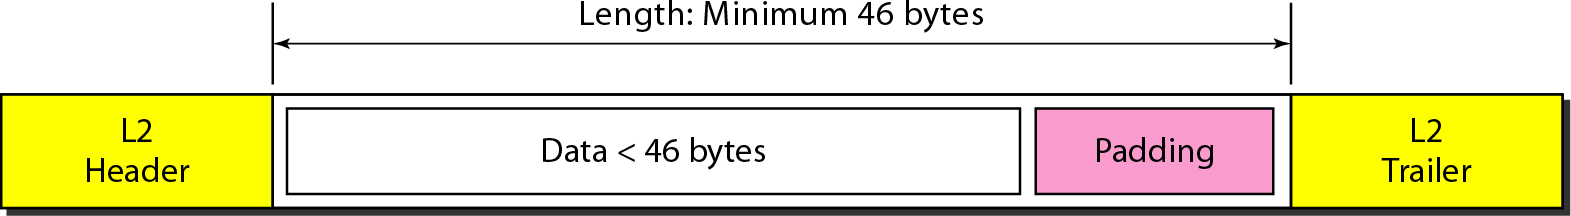 Length: Minimum 46 bytes
L2
Header
Data < 46 bytes
Padding
L2
Trailer